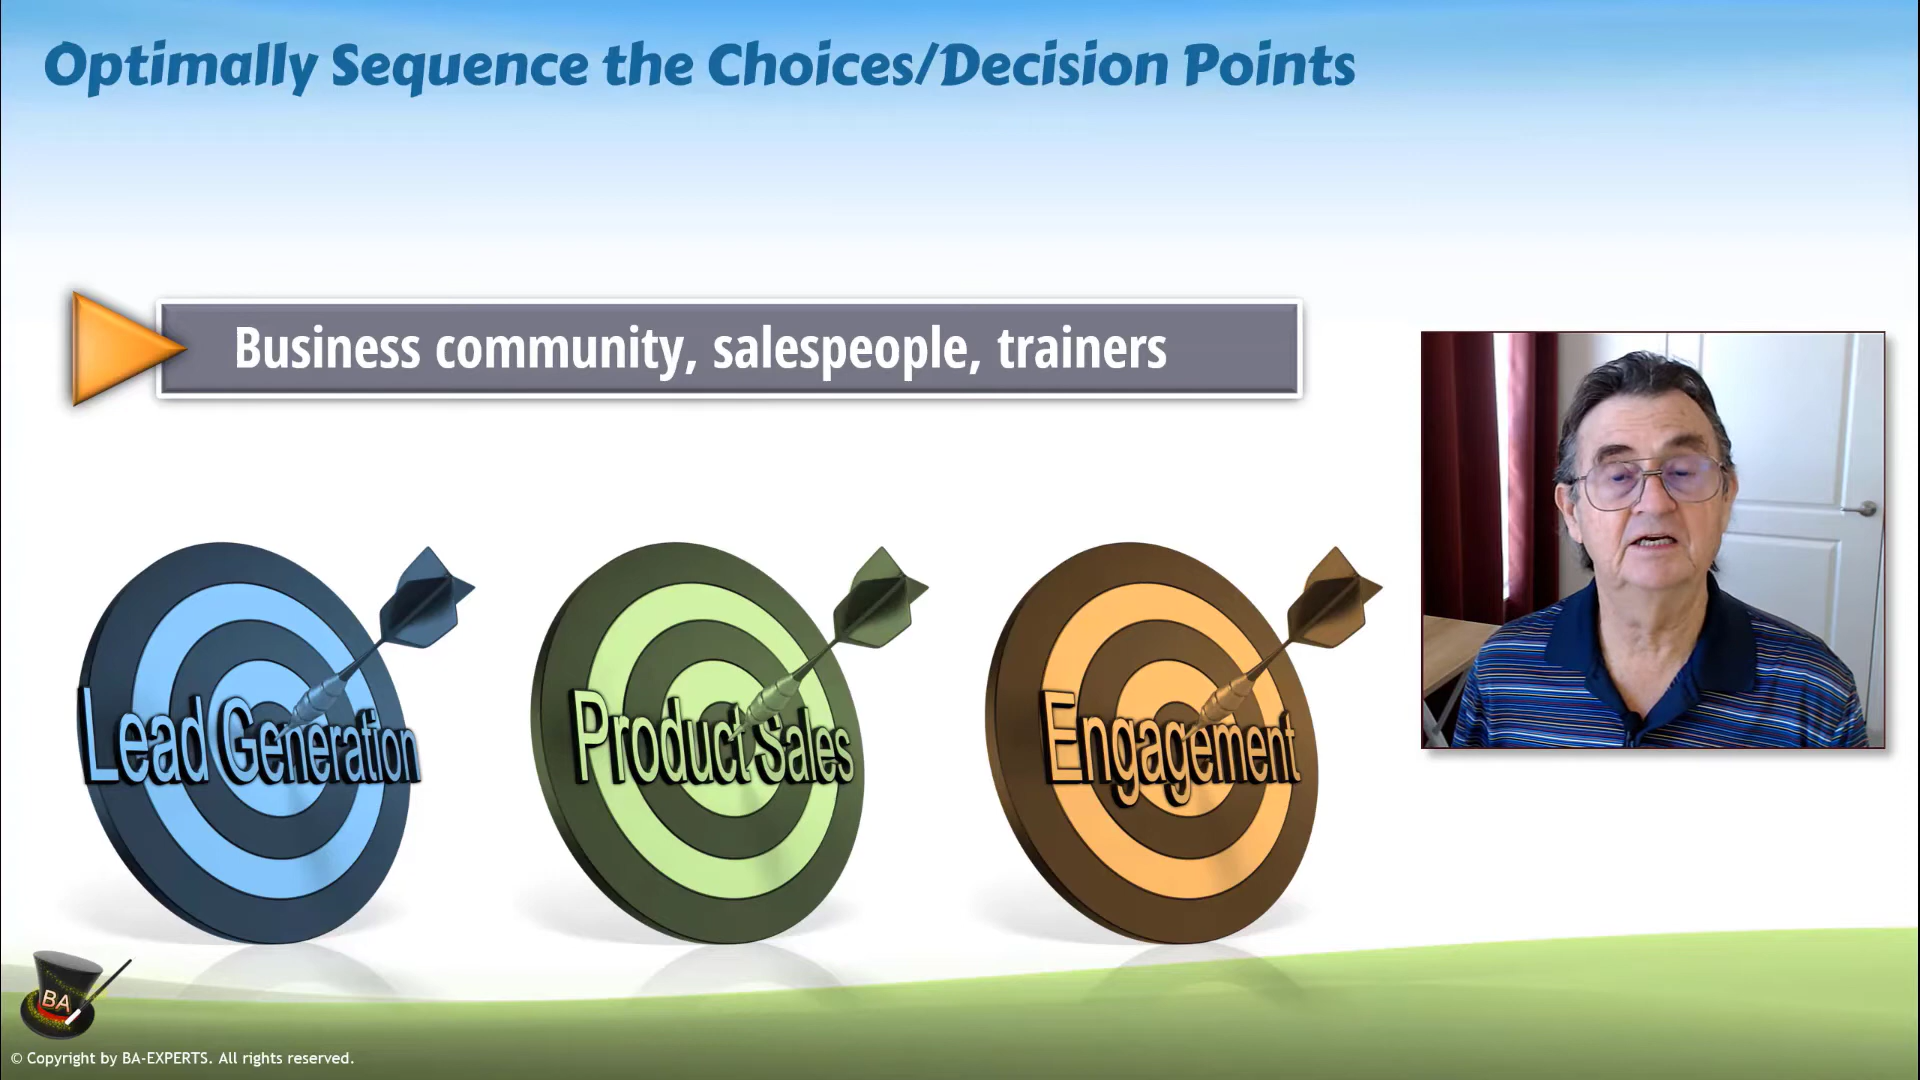 Optimally Sequence the Choices/Decision Points
Business community, salespeople, trainers
Lead Generation
Product Sales
Engagement
BA
© Copyright by BA-EXPERTS. All rights reserved.